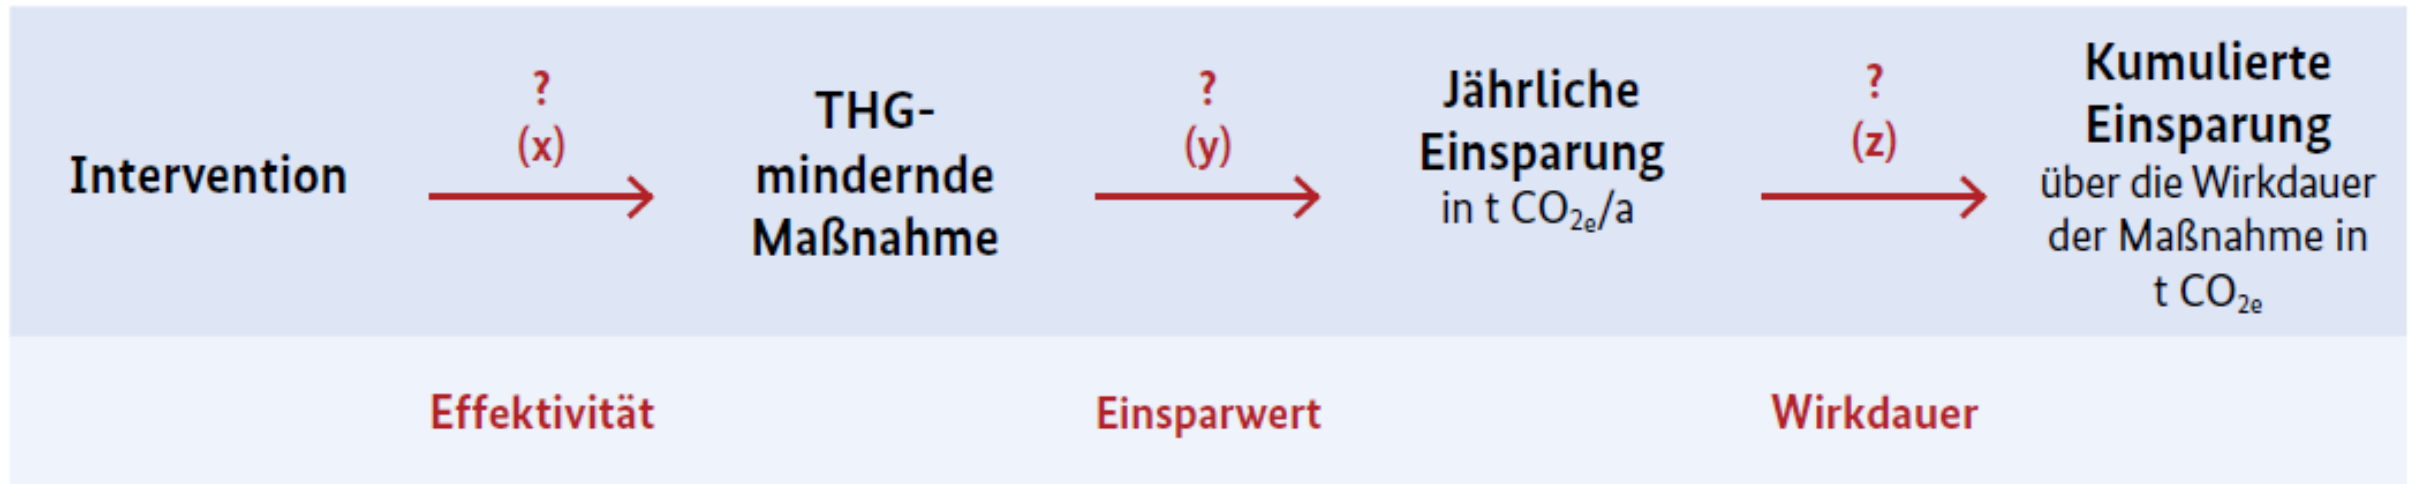 Intervention
?
(x)
THG-
mindernde
Maßnahme
?
(y)
Jährliche
Einsparung
in t CO₂ₑ/a
?
(z)
Kumulierte
Einsparung
über die Wirkdauer
der Maßnahme in
t CO₂ₑ
Effektivität
Einsparwert
Wirkdauer